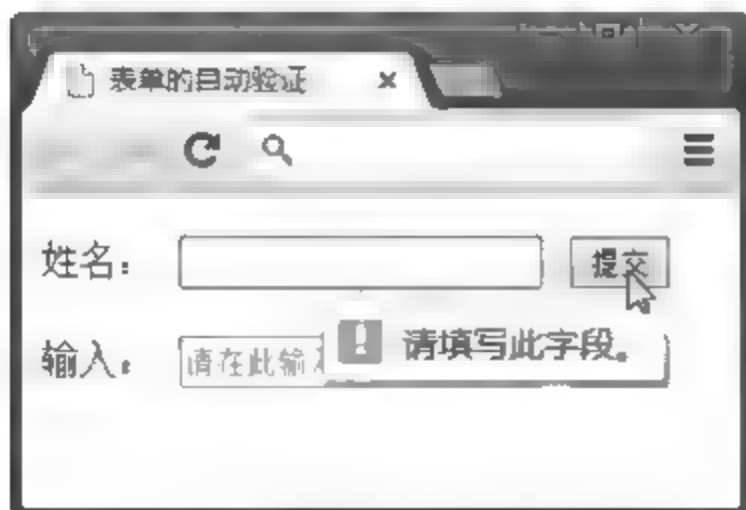 表单的自动验证
姓名：
提交
输入：
请在此输
请填写此字段。